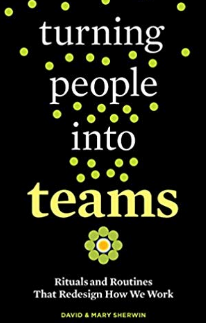 turning
people
into
teams
Rituals and Routines
That Redesign How We Work
DAVID & MARY SHERWIN